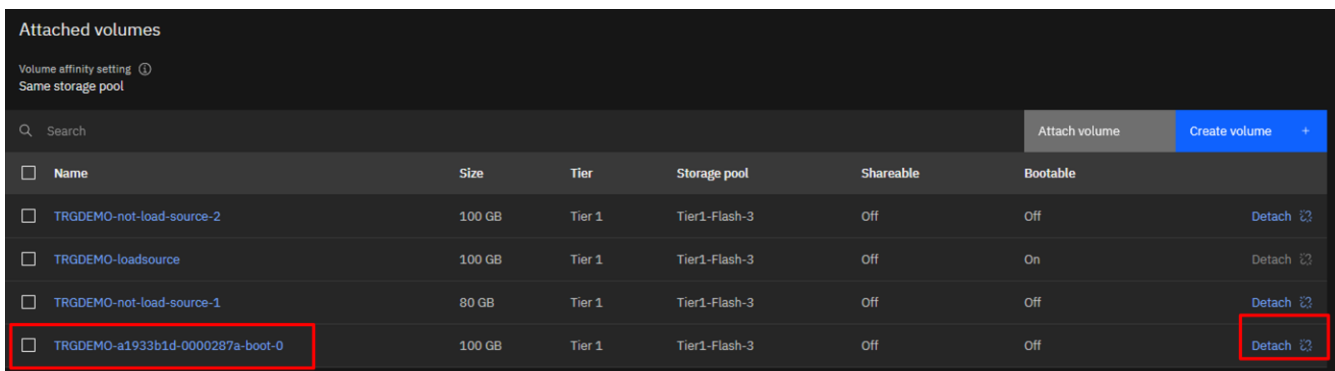 Attached volumes
Volume affinity setting
Same storage pool
Search
Attach volume
Create volume +
Name Size Tier Storage pool Shareable Bootable
TRGDEMO-not-load-source-2 100 GB Tier 1 Tier1-Flash-3 Off Off Detach
TRGDEMO-loadsource 100 GB Tier 1 Tier1-Flash-3 Off On Detach
TRGDEMO-not-load-source-1 80 GB Tier 1 Tier1-Flash-3 Off Off Detach
TRGDEMO-a1933b1d-0000287a-boot-0 100 GB Tier 1 Tier1-Flash-3 Off Off Detach